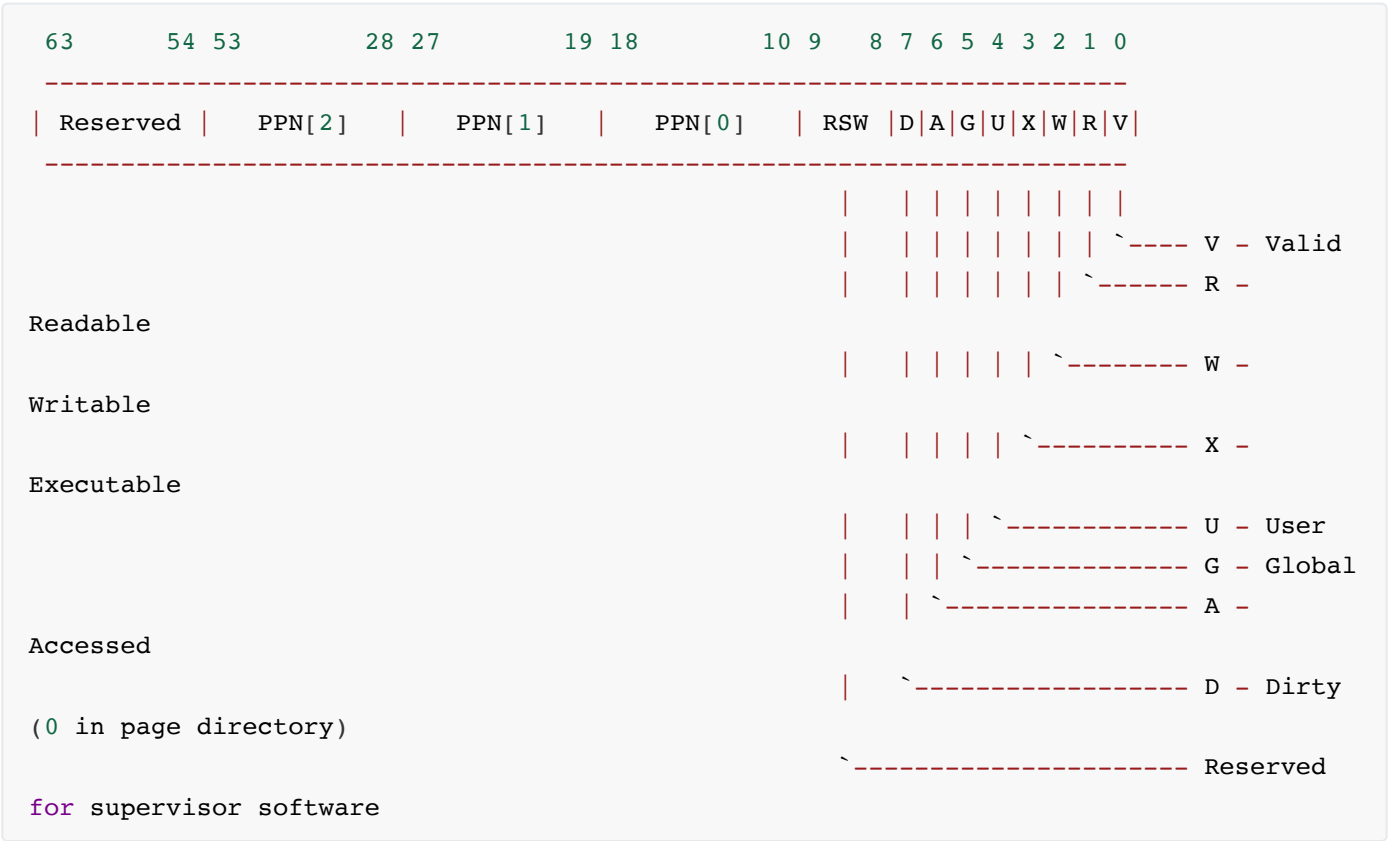 63      54 53        28 27        19 18        10 9   8 7 6 5 4 3 2 1 0
 -----------------------------------------------------------------------
| Reserved |   PPN[2]   |   PPN[1]   |   PPN[0]   | RSW |D|A|G|U|X|W|R|V|
 -----------------------------------------------------------------------
                                                     |   | | | | | | | |
                                                     |   | | | | | | | `---- V - Valid
                                                     |   | | | | | | `------ R -
Readable
                                                     |   | | | | | `-------- W -
Writable
                                                     |   | | | | `---------- X -
Executable
                                                     |   | | | `------------ U - User
                                                     |   | | `-------------- G - Global
                                                     |   | `---------------- A -
Accessed
                                                     |   `------------------ D - Dirty
(0 in page directory)
                                                     `---------------------- Reserved
for supervisor software